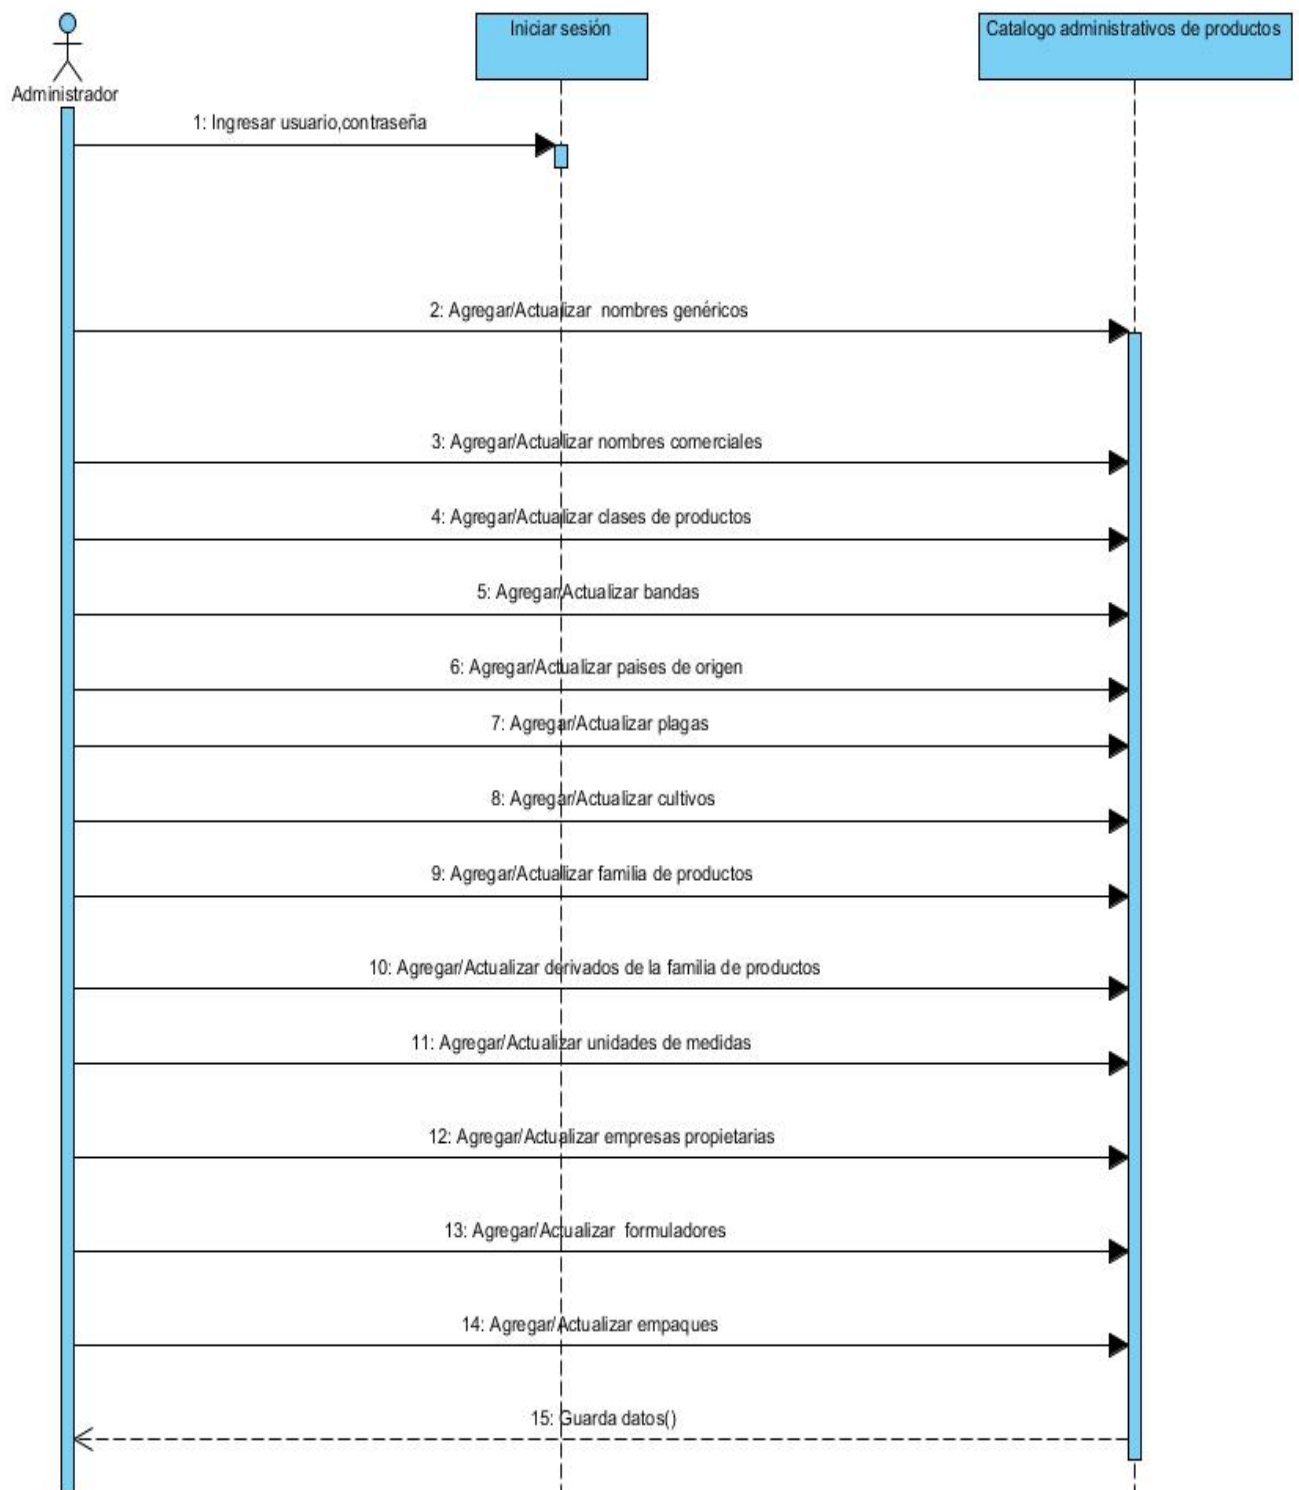 Iniciar sesión
Catalogo administrativos de productos
Administrador
1: Ingresar usuario,contraseña
2: Agregar/Actualizar nombres genéricos
3: Agregar/Actualizar nombres comerciales
4: Agregar/Actualizar clases de productos
5: Agregar/Actualizar bandas
6: Agregar/Actualizar paises de origen
7: Agregar/Actualizar plagas
8: Agregar/Actualizar cultivos
9: Agregar/Actualizar familia de productos
10: Agregar/Actualizar derivados de la familia de productos
11: Agregar/Actualizar unidades de medidas
12: Agregar/Actualizar empresas propietarias
13: Agregar/Actualizar formuladores
14: Agregar/Actualizar empaques
15: Guarda datos()